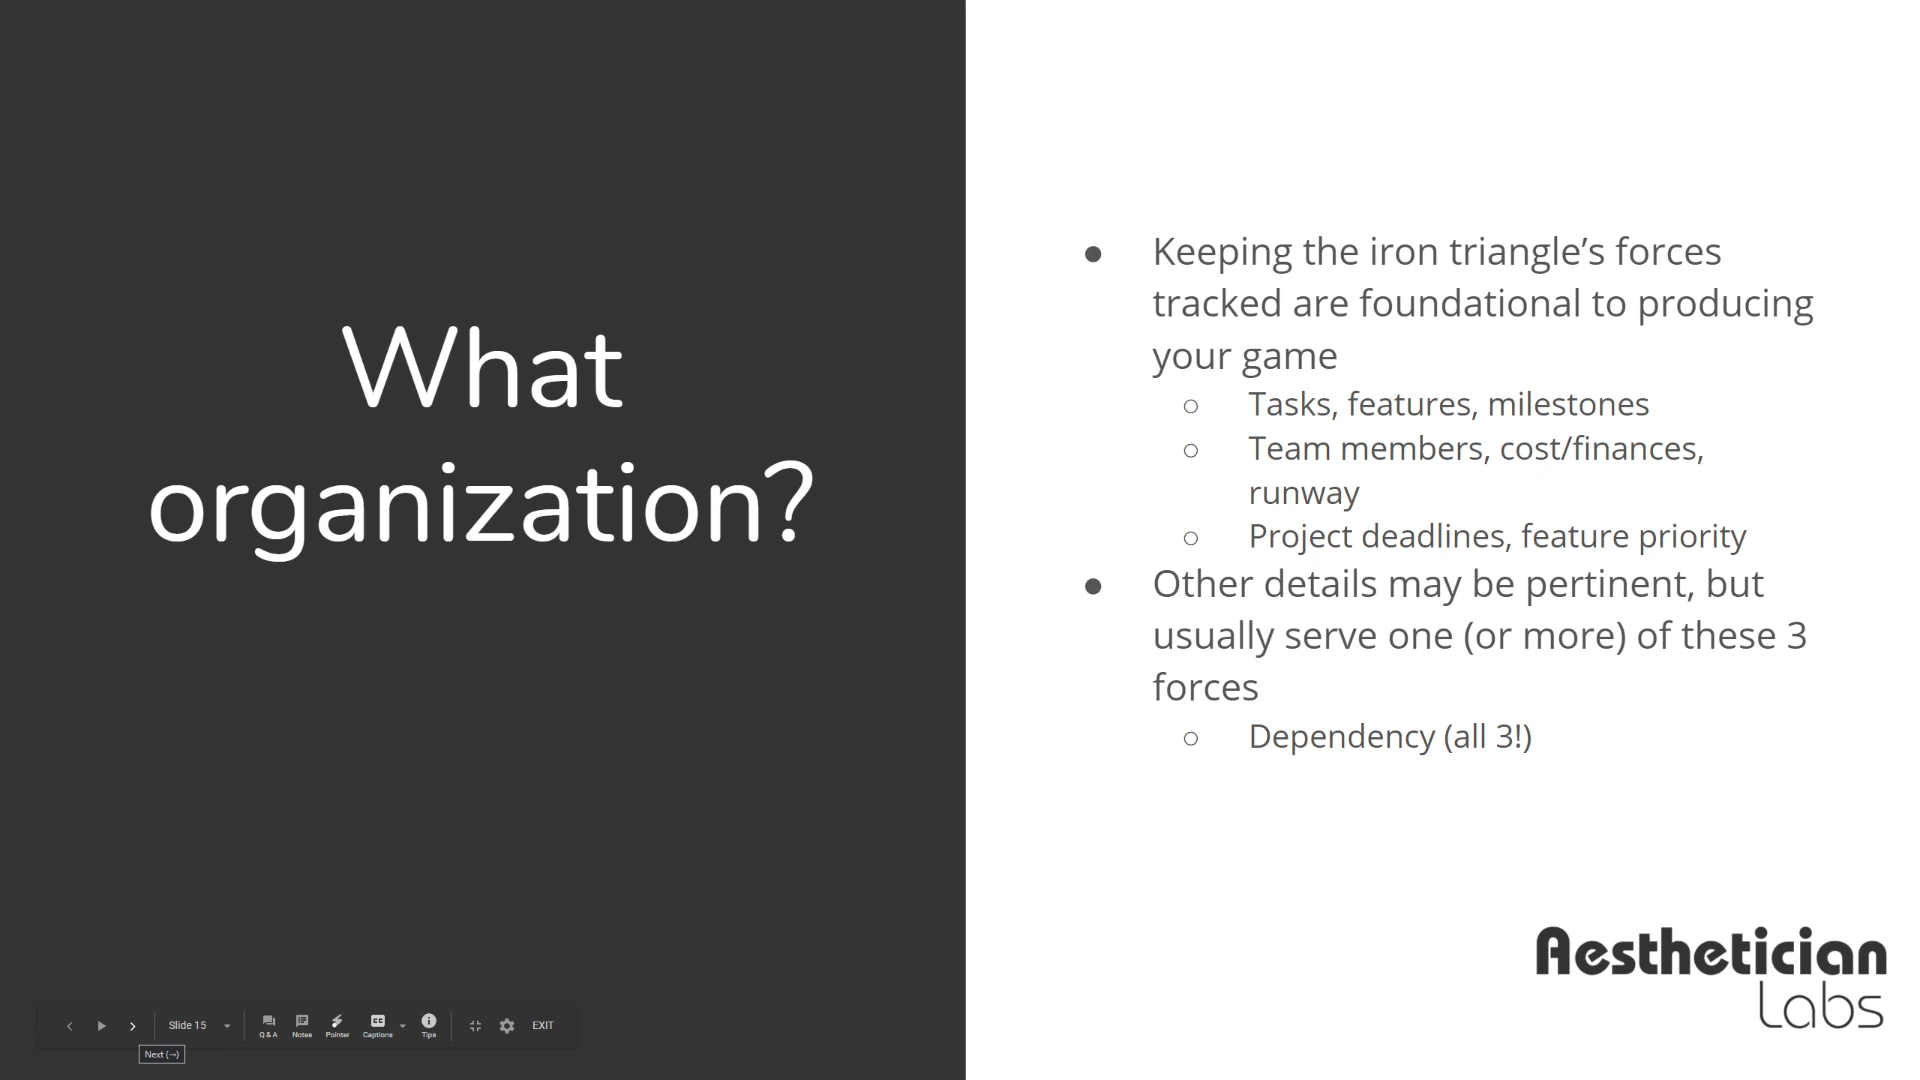 What
organization?
● Keeping the iron triangle’s forces
tracked are foundational to producing
your game
○ Tasks, features, milestones
○ Team members, cost/finances,
runway
○ Project deadlines, feature priority
● Other details may be pertinent, but
usually serve one (or more) of these 3
forces
○ Dependency (all 3!)
Aesthetician
Labs
Slide 15
Q & A
Notes
Pointer
CC
Captions
Tips
EXIT
Next (→)